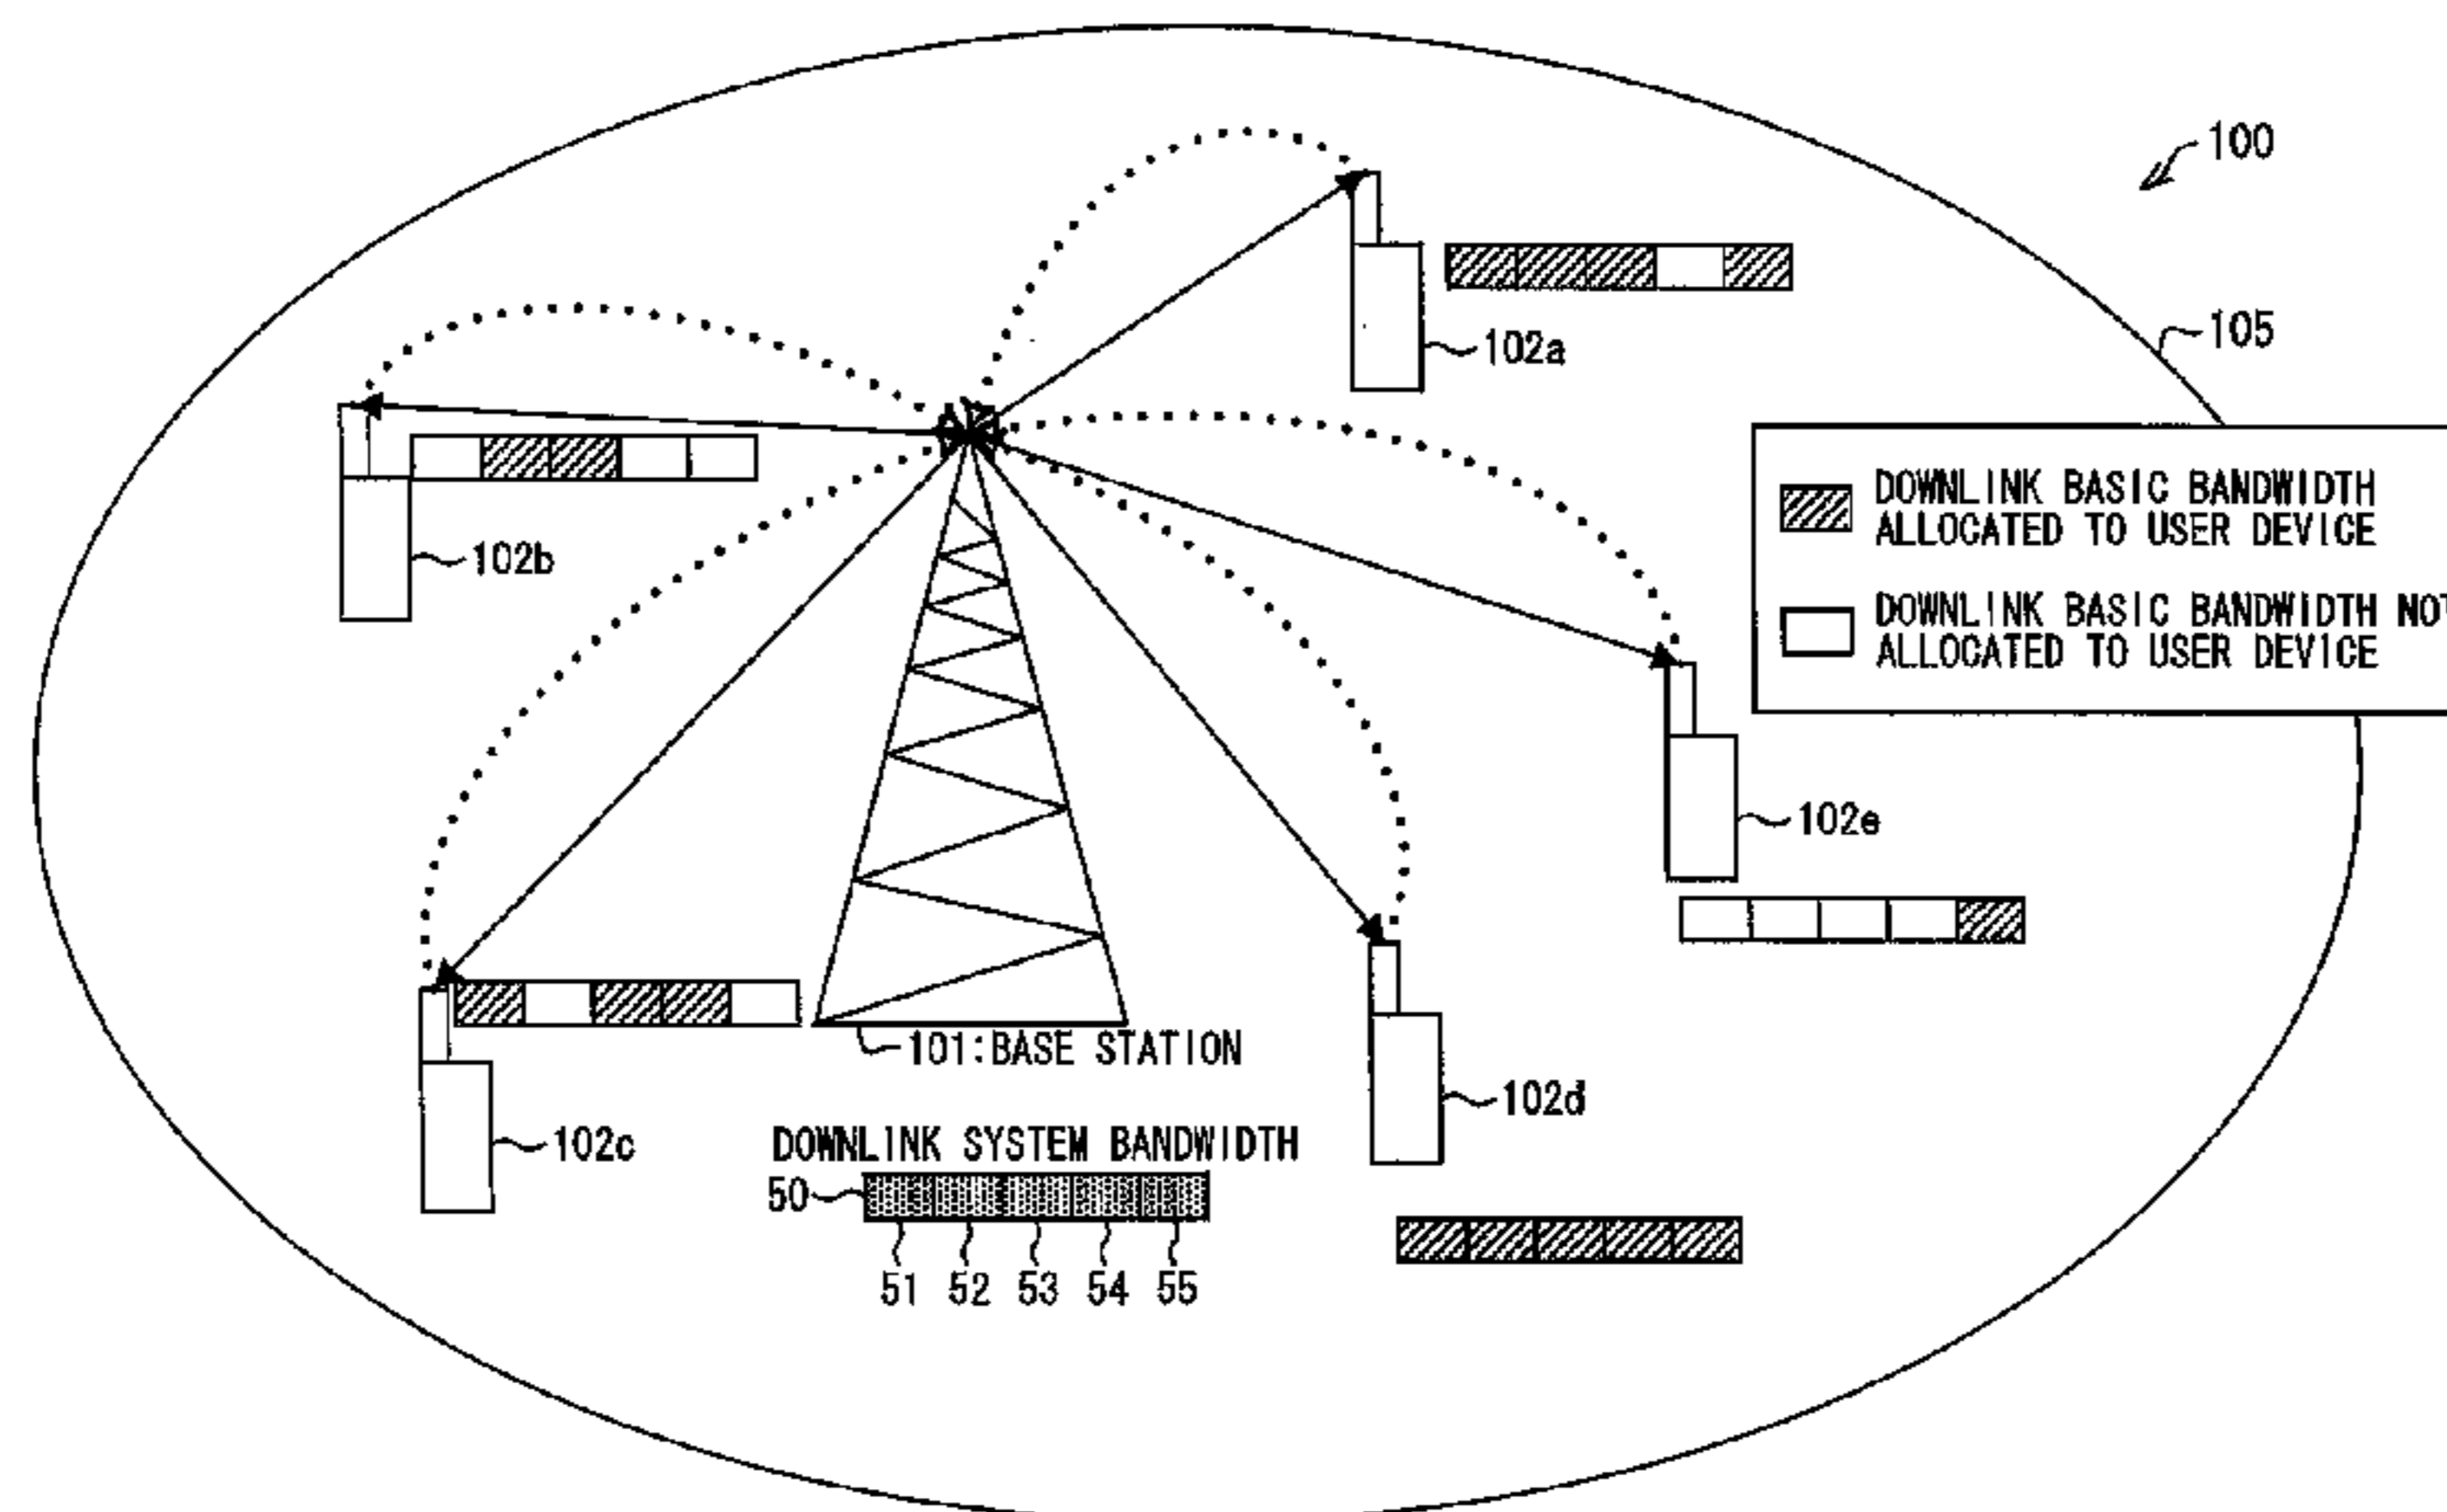 100
105
102a
DOWNLINK BASIC BANDWIDTH
ALLOCATED TO USER DEVICE
DOWNLINK BASIC BANDWIDTH NOT
ALLOCATED TO USER DEVICE
102b
102e
101:BASE STATION
102d
102c
DOWNLINK SYSTEM BANDWIDTH
50
51 52 53 54 55